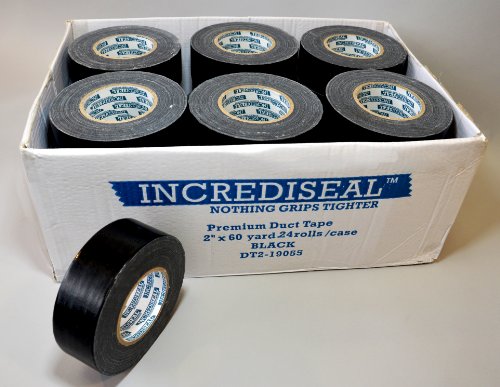 INCREDISEAL™
NOTHING GRIPS TIGHTER
Premium Duct Tape
2" x 60 yard 24rolls /case
BLACK
DT2-1905S